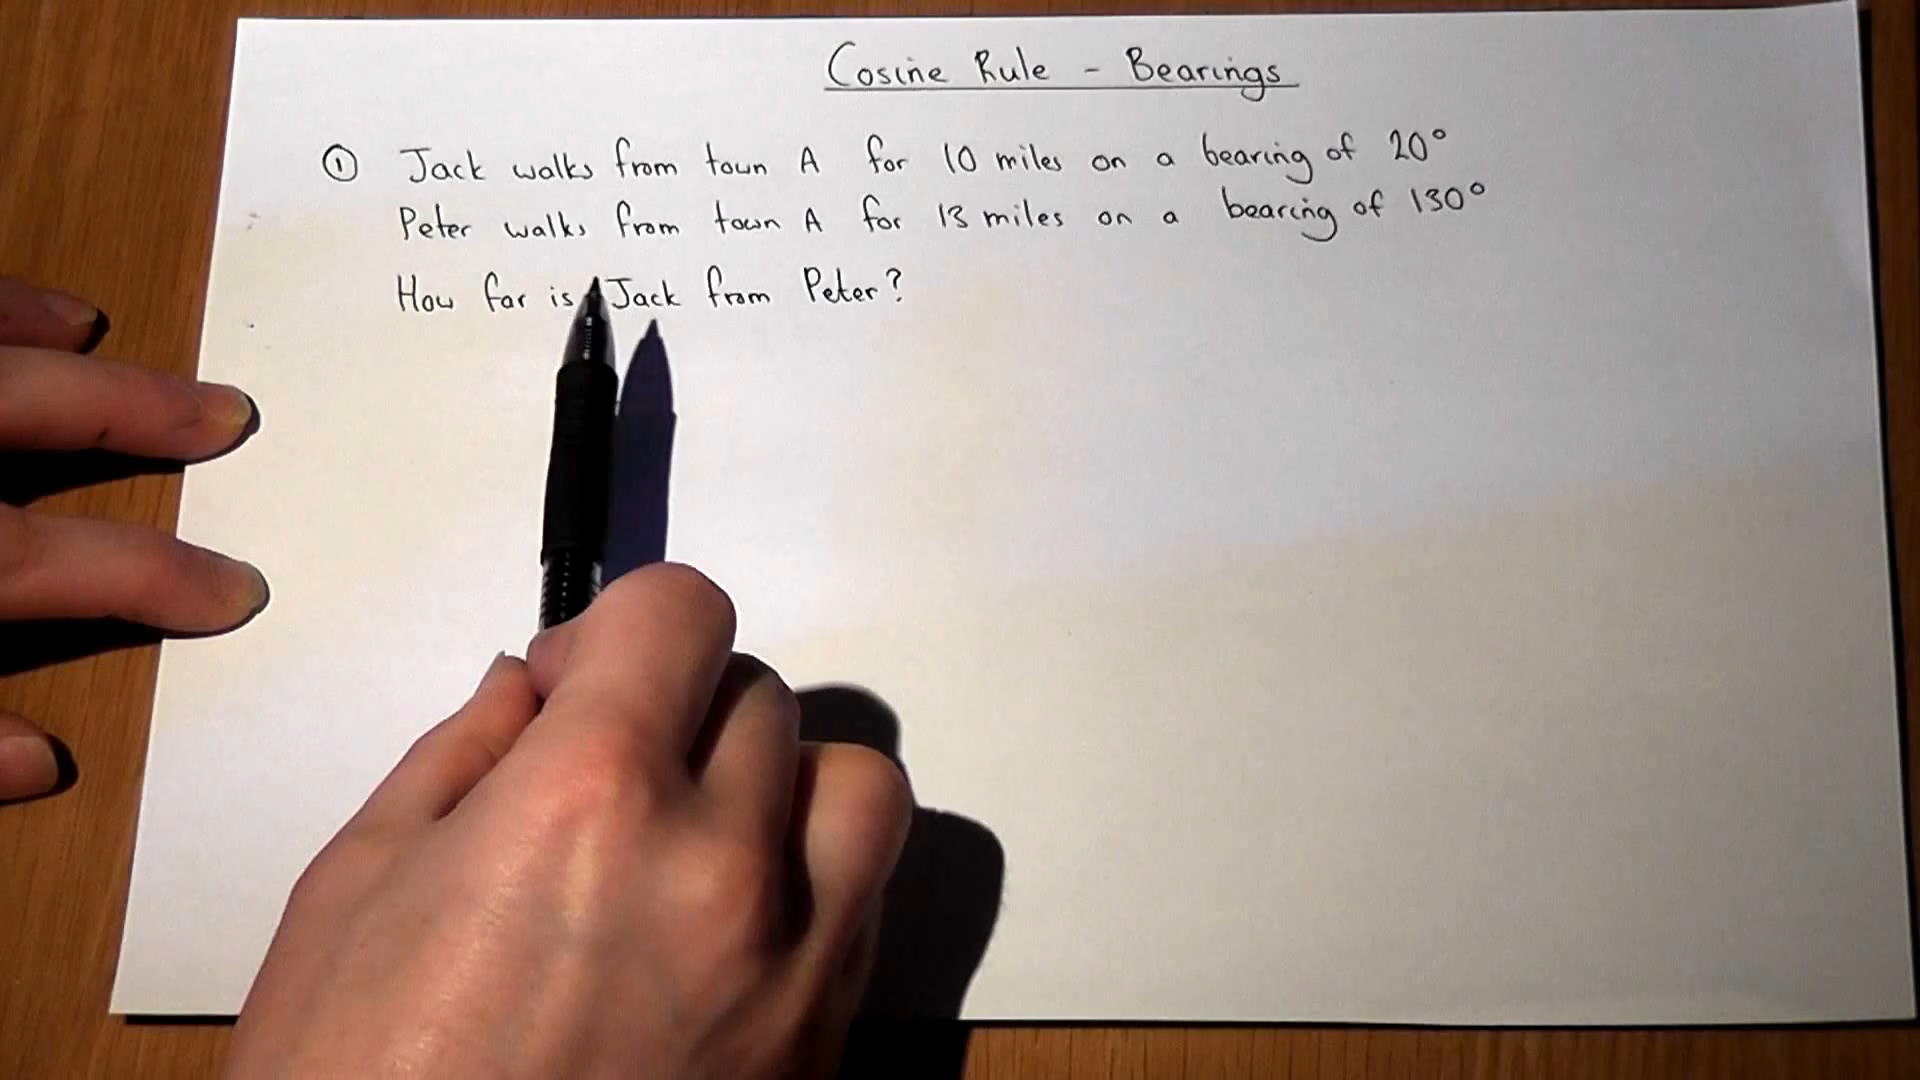 Cosine Rule - Bearings
① Jack walks from town A for 10 miles on a bearing of 20°
Peter walks from town A for 13 miles on a bearing of 130°
How far is Jack from Peter?